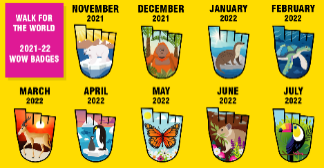 WALK FOR
THE WORLD
2021-22
WOW BADGES
NOVEMBER
2021
DECEMBER
2021
JANUARY
2022
FEBRUARY
2022
MARCH
2022
APRIL
2022
MAY
2022
JUNE
2022
JULY
2022